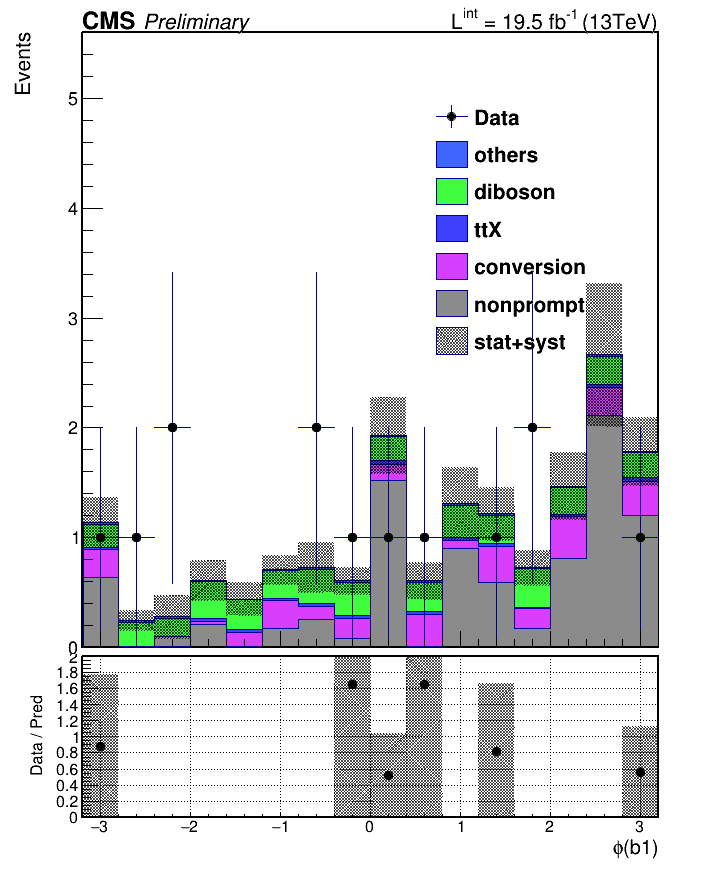 CMS Preliminary L^int = 19.5 fb^-1 (13TeV)
Events
5
4
3
2
1
0
Data
others
diboson
ttX
conversion
nonprompt
stat+syst
Data / Pred
2
1.8
1.6
1.4
1.2
1
0.8
0.6
0.4
0.2
0
−3 −2 −1 0 1 2 3
ϕ(b1)